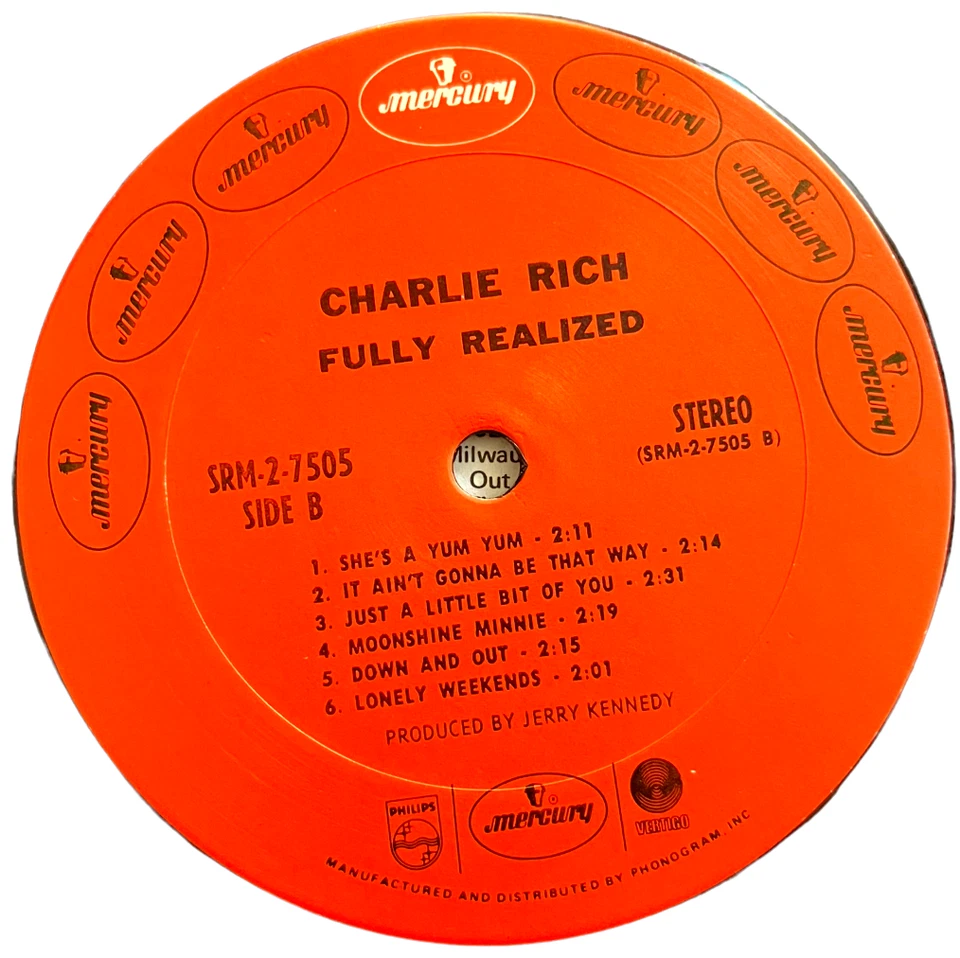 mercury
mercury
mercury
mercury
mercury
mercury
mercury
CHARLIE RICH
FULLY REALIZED
SRM-2-7505
SIDE B
STEREO
(SRM-2-7505 B)
Out
1. SHE'S A YUM YUM - 2:11
2. IT AIN'T GONNA BE THAT WAY - 2:14
3. JUST A LITTLE BIT OF YOU - 2:31
4. MOONSHINE MINNIE - 2:19
5. DOWN AND OUT - 2:15
6. LONELY WEEKENDS - 2:01
PRODUCED BY JERRY KENNEDY
PHILIPS
mercury
VERTIGO
MANUFACTURED AND DISTRIBUTED BY PHONOGRAM, INC